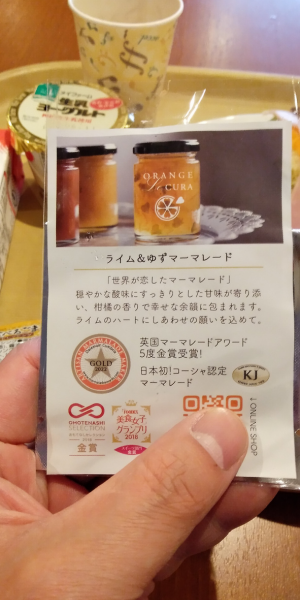 生乳
ヨーグルト
ORANGE
La CURA
ライム＆ゆずマーマレード
「世界が恋したマーマレード」
穏やかな酸味にすっきりとした甘味が寄り添
い、柑橘の香りで幸せな余韻に包まれます。
ライムのハートにしあわせの願いを込めて。
GOLD
英国マーマレードアワード
5度金賞受賞!
日本初!コーシャ認定
マーマレード
KJ
OMOTENASHI
SELECTION
金賞
美食女子
グランプリ
2016
↓ONLINE SHOP